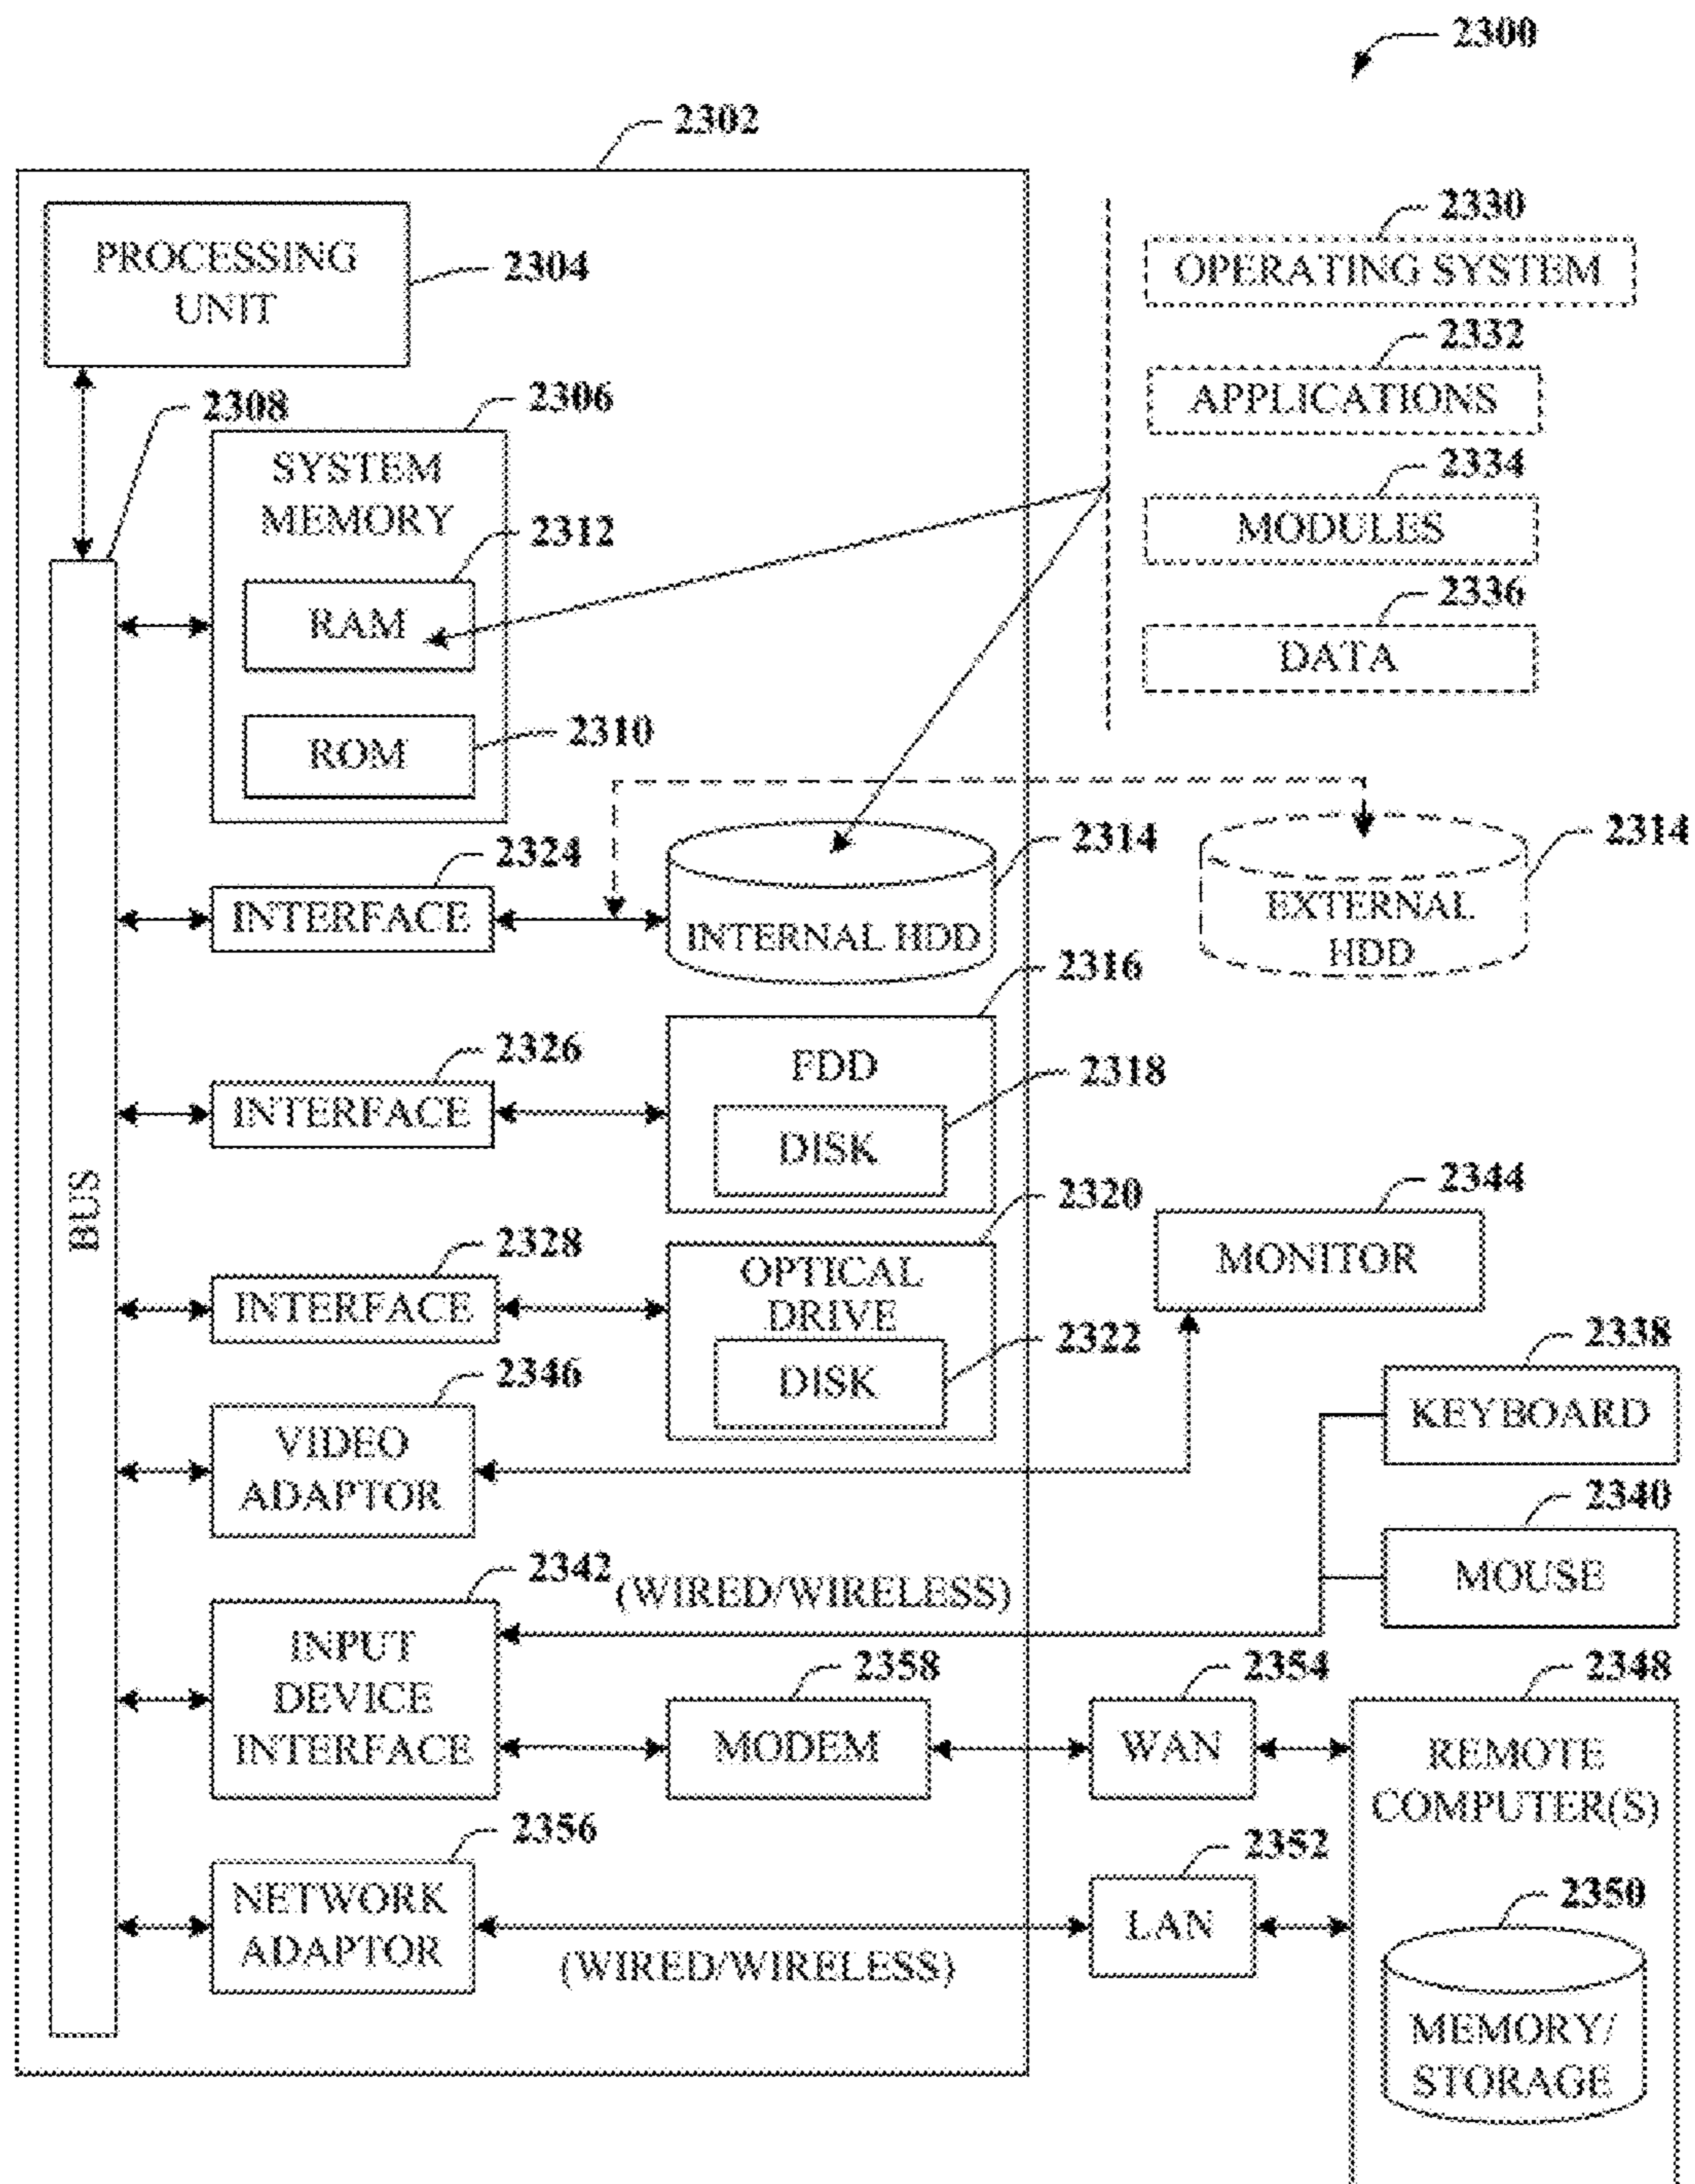 2300
2302
PROCESSING
UNIT
2304
2308
2306
SYSTEM
MEMORY
2312
RAM
2310
ROM
2330
OPERATING SYSTEM
2332
APPLICATIONS
2334
MODULES
2336
DATA
2324
INTERFACE
2314
INTERNAL HDD
2314
EXTERNAL
HDD
2326
INTERFACE
2316
FDD
2318
DISK
BUS
2328
INTERFACE
2320
OPTICAL
DRIVE
2322
DISK
2344
MONITOR
2346
VIDEO
ADAPTOR
2338
KEYBOARD
2340
MOUSE
2342
(WIRED/WIRELESS)
INPUT
DEVICE
INTERFACE
2358
MODEM
2354
WAN
2348
REMOTE
COMPUTER(S)
2356
NETWORK
ADAPTOR
(WIRED/WIRELESS)
2352
LAN
2350
MEMORY/
STORAGE